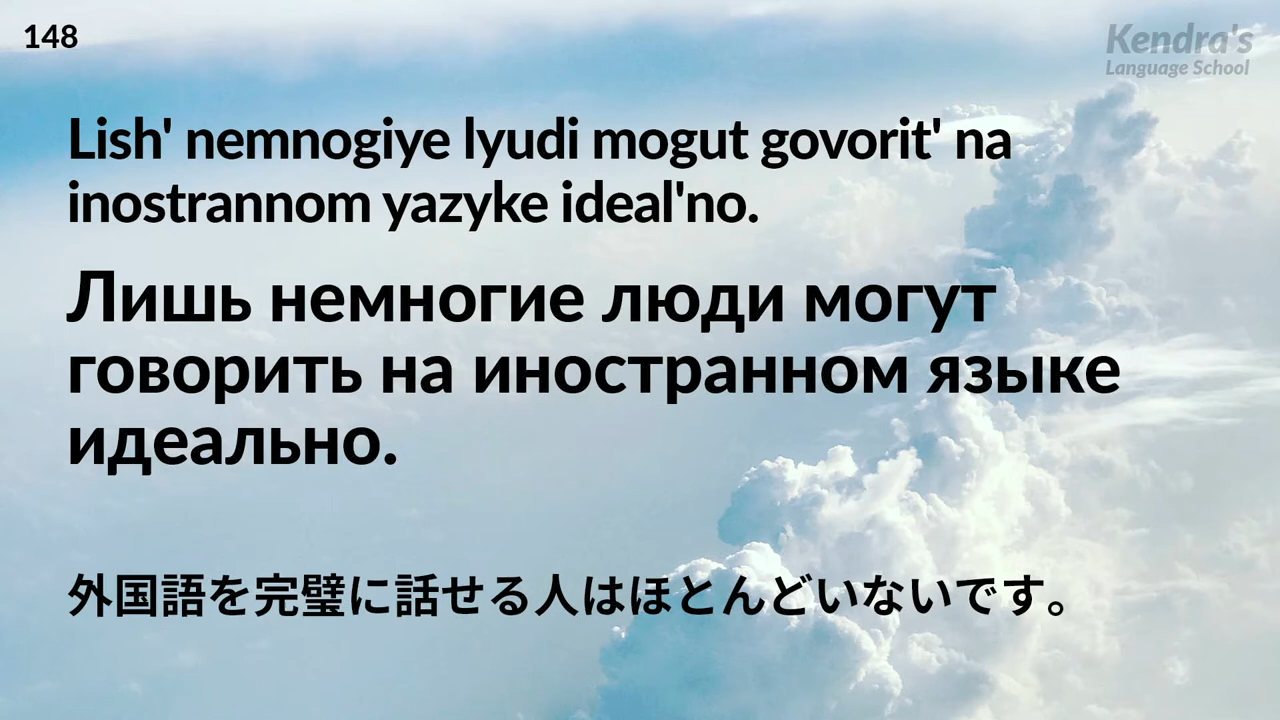 148
Kendra's
Language School
Lish' nemnogiye lyudi mogut govorit' na
inostrannom yazyke ideal'no.
Лишь немногие люди могут
говорить на иностранном языке
идеально.
外国語を完璧に話せる人はほとんどいないです。